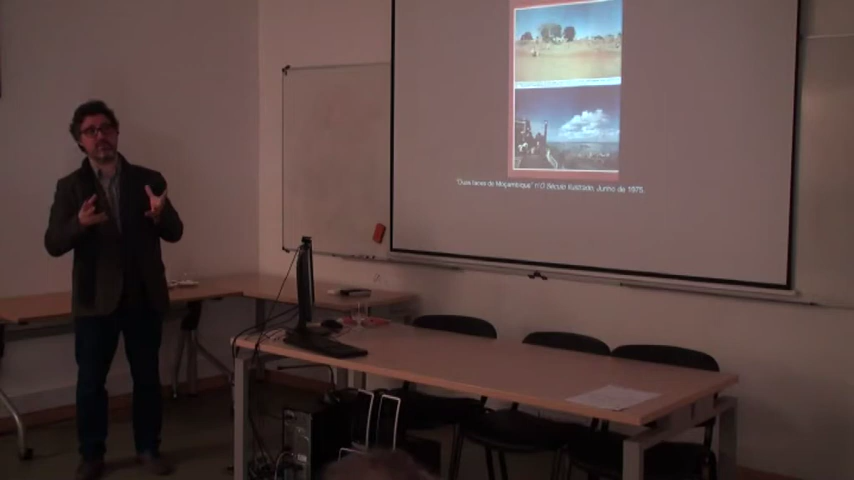 "Duas faces de Moçambique" n'O Século Ilustrado, Junho de 1975.